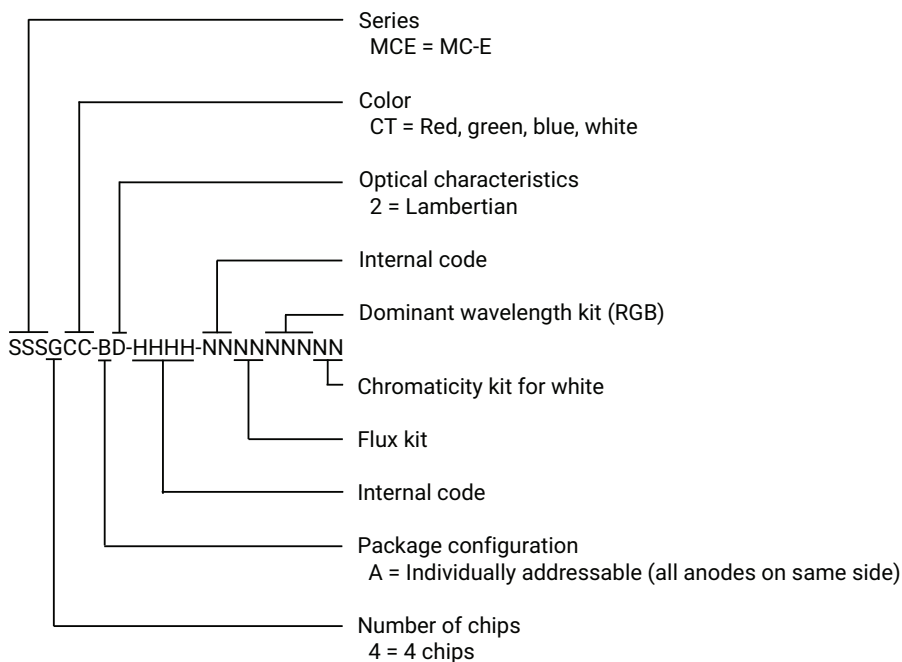 Series
MCE = MC-E
Color
CT = Red, green, blue, white
Optical characteristics
2 = Lambertian
Internal code
Dominant wavelength kit (RGB)
SSSGCC-BD-HHHH-NNNNNNNNN
Chromaticity kit for white
Flux kit
Internal code
Package configuration
A = Individually addressable (all anodes on same side)
Number of chips
4 = 4 chips